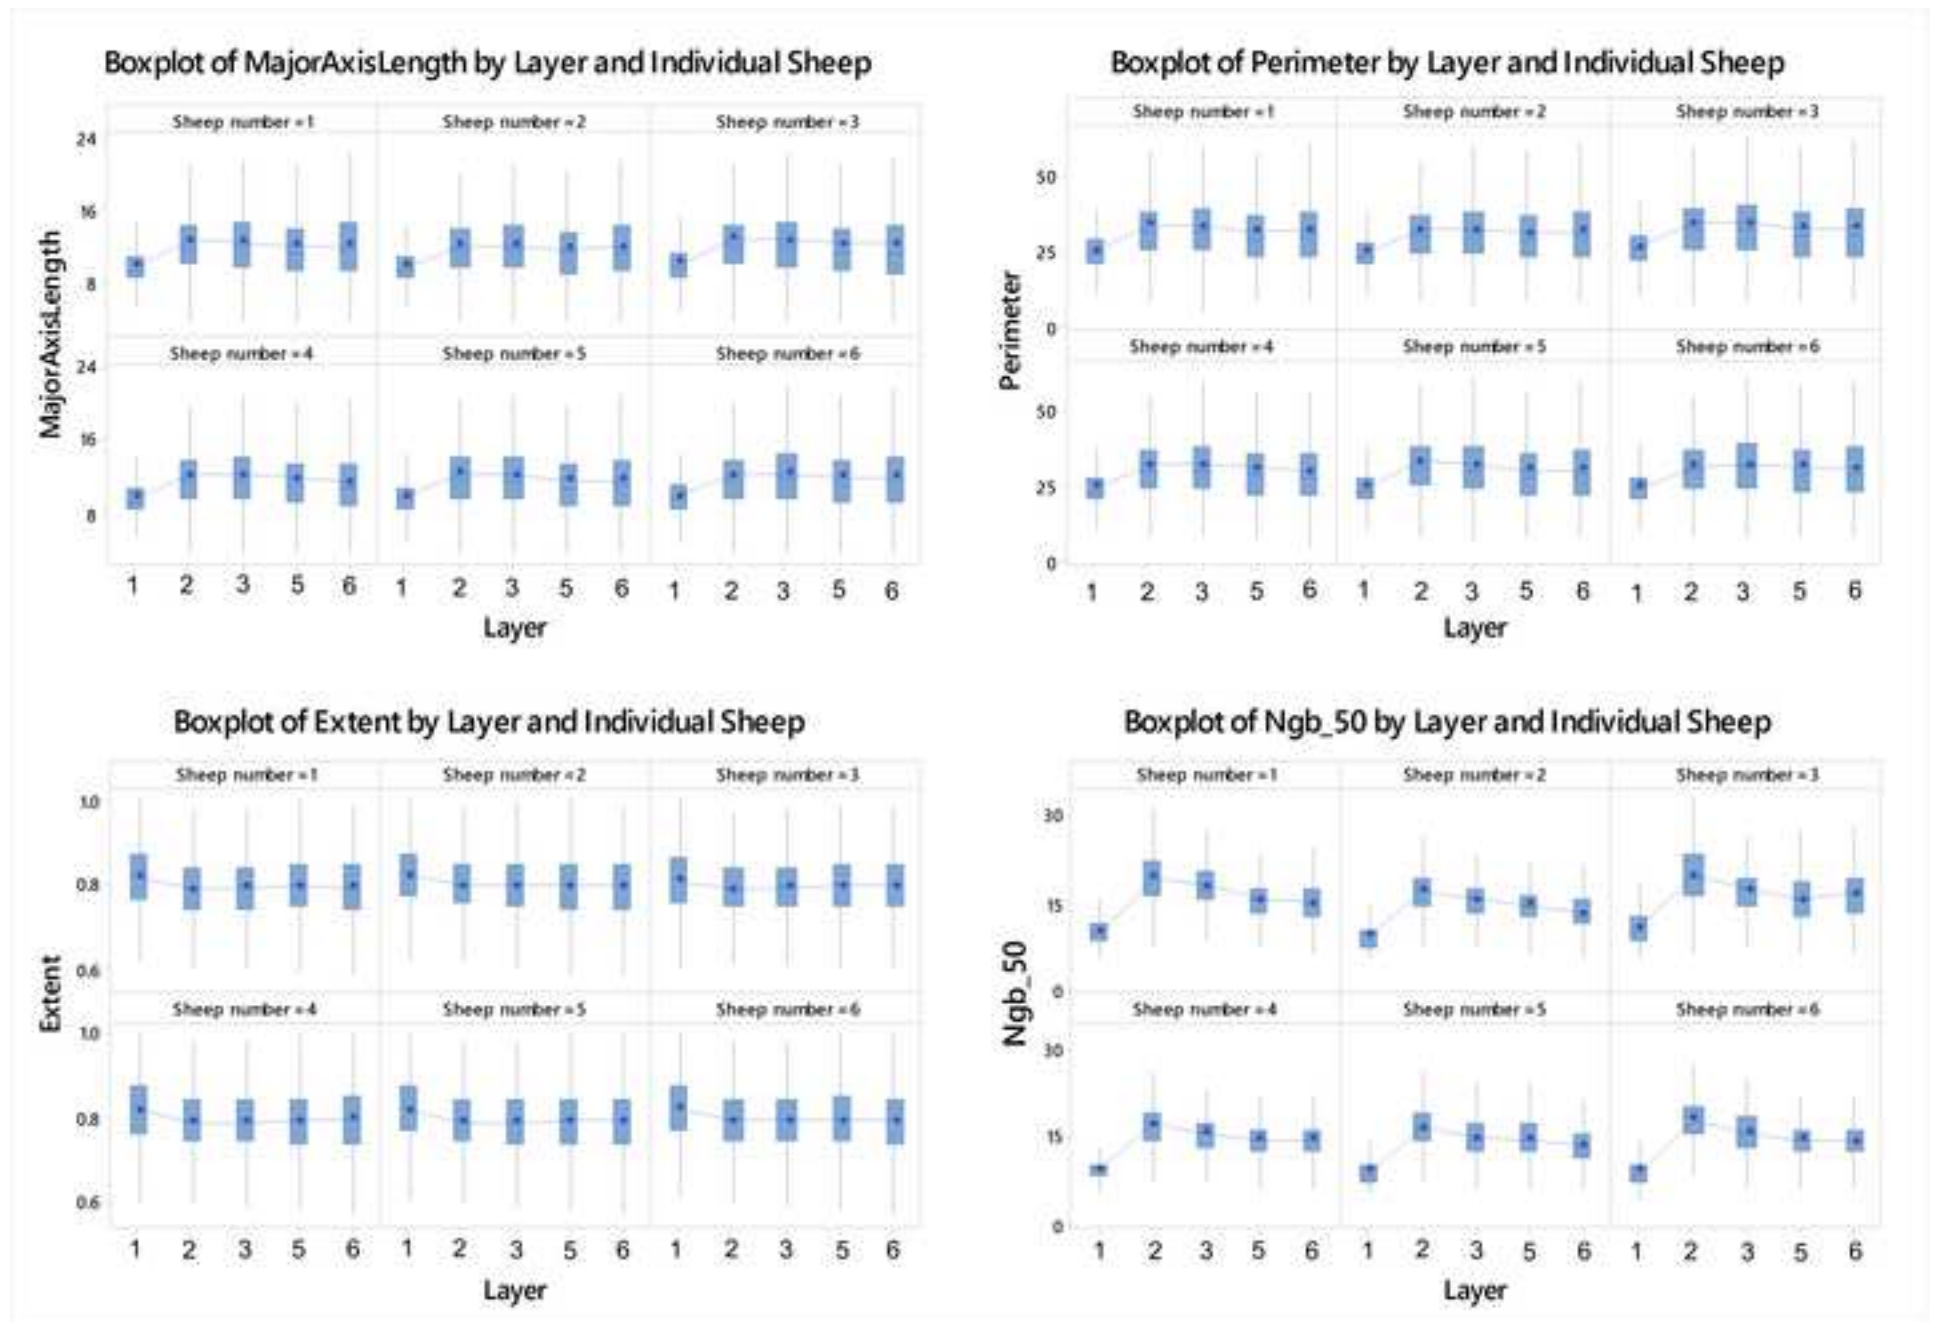 Boxplot of MajorAxisLength by Layer and Individual Sheep
Sheep number = 1 Sheep number = 2 Sheep number = 3
24
16
8
MajorAxisLength
Sheep number = 4 Sheep number = 5 Sheep number = 6
24
16
8
1 2 3 5 6 1 2 3 5 6 1 2 3 5 6
Layer
Boxplot of Perimeter by Layer and Individual Sheep
Sheep number = 1 Sheep number = 2 Sheep number = 3
50
25
0
Perimeter
Sheep number = 4 Sheep number = 5 Sheep number = 6
50
25
0
1 2 3 5 6 1 2 3 5 6 1 2 3 5 6
Layer
Boxplot of Extent by Layer and Individual Sheep
Sheep number = 1 Sheep number = 2 Sheep number = 3
1.0
0.8
0.6
Extent
Sheep number = 4 Sheep number = 5 Sheep number = 6
1.0
0.8
0.6
1 2 3 5 6 1 2 3 5 6 1 2 3 5 6
Layer
Boxplot of Ngb_50 by Layer and Individual Sheep
Sheep number = 1 Sheep number = 2 Sheep number = 3
30
15
0
Ngb_50
Sheep number = 4 Sheep number = 5 Sheep number = 6
30
15
0
1 2 3 5 6 1 2 3 5 6 1 2 3 5 6
Layer